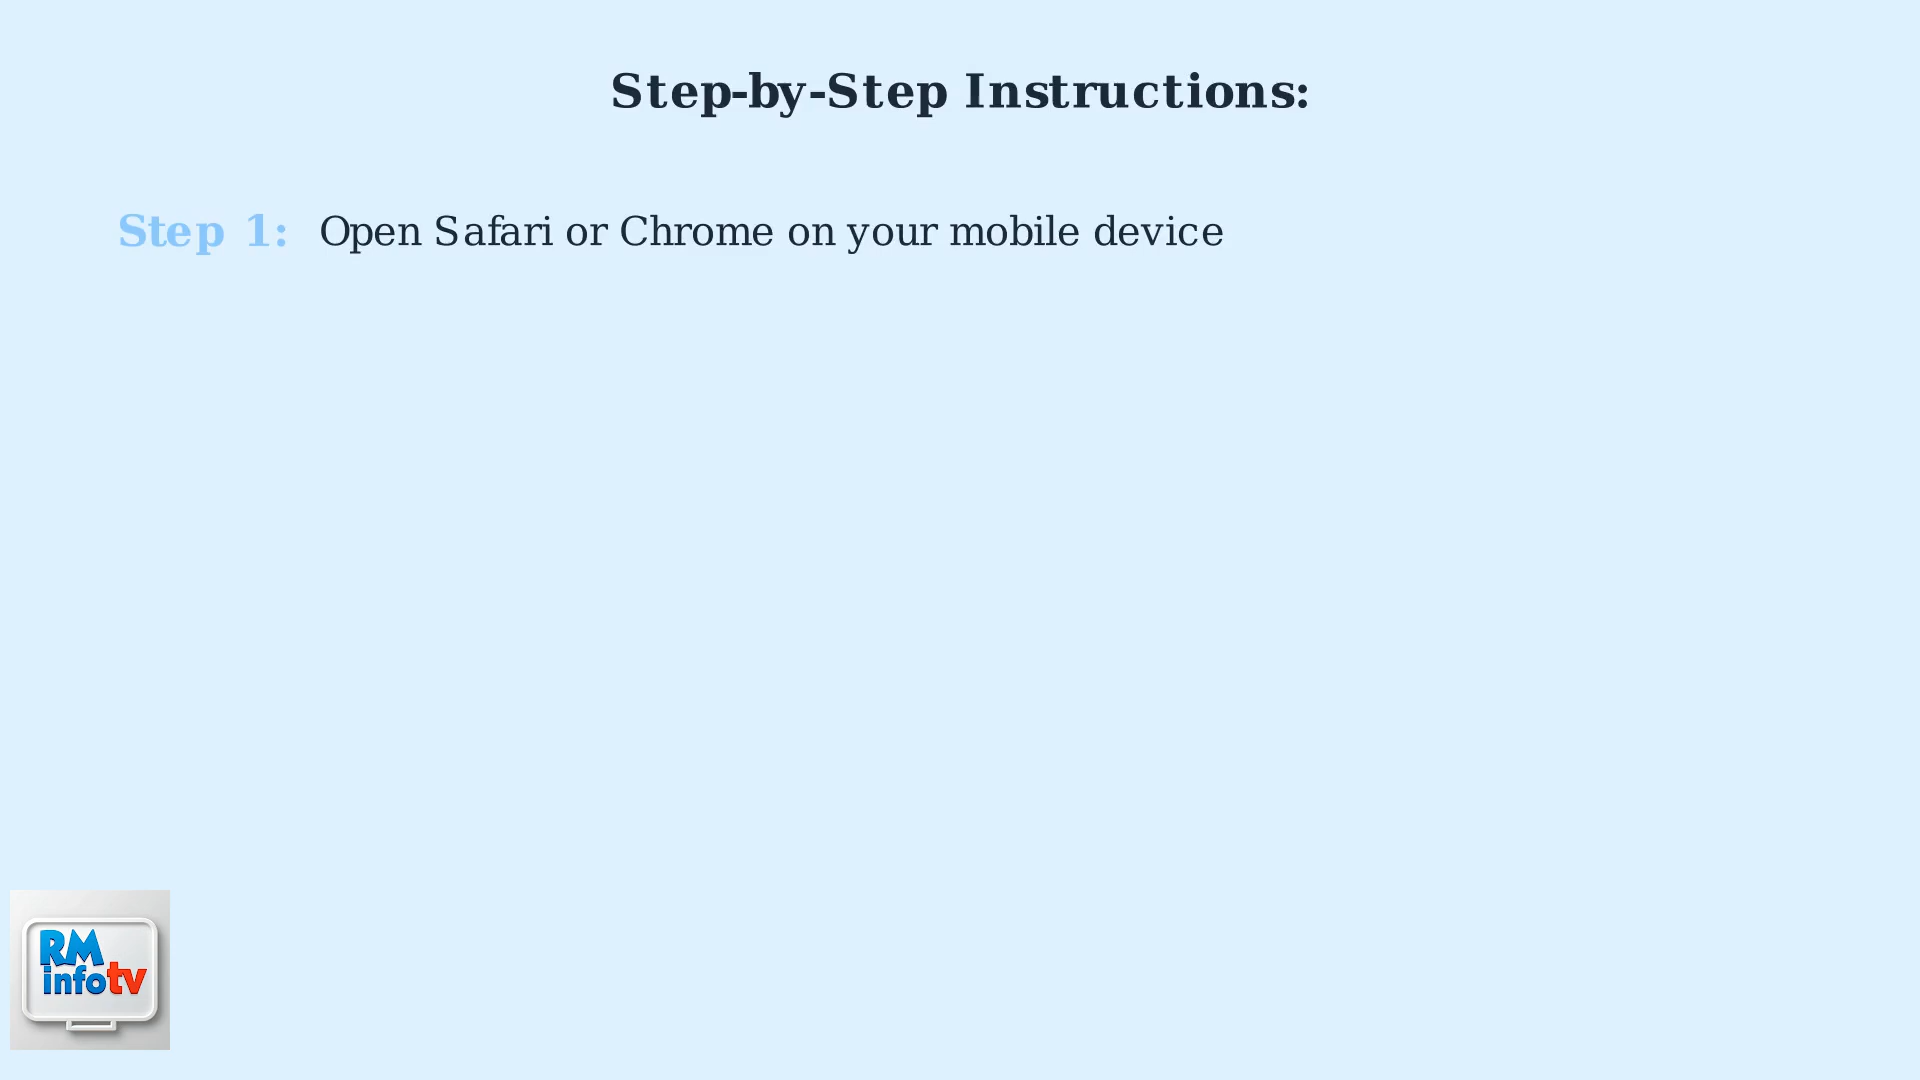 Step-by-Step Instructions:
Step 1: Open Safari or Chrome on your mobile device
RM
infotv